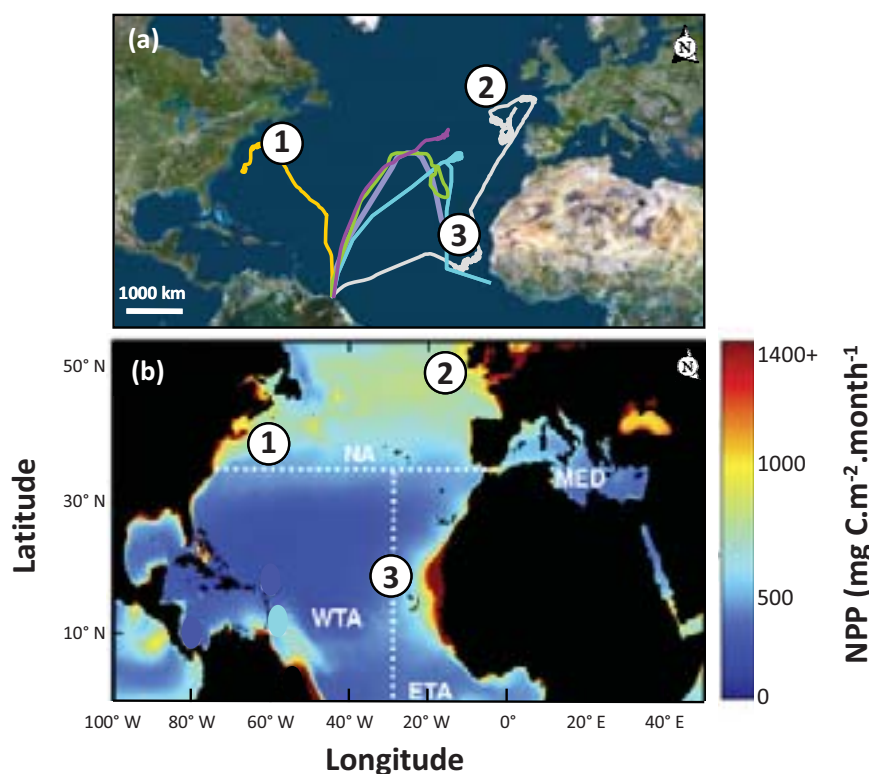 (a)
N
2
1
3
1000 km
(b)
N
50° N
30° N
10° N
Latitude
2
1
NA
MED
3
WTA
ETA
100° W
80° W
60° W
40° W
20° W
0°
20° E
40° E
Longitude
1400+
1000
500
0
NPP (mg C.m-2.month-1